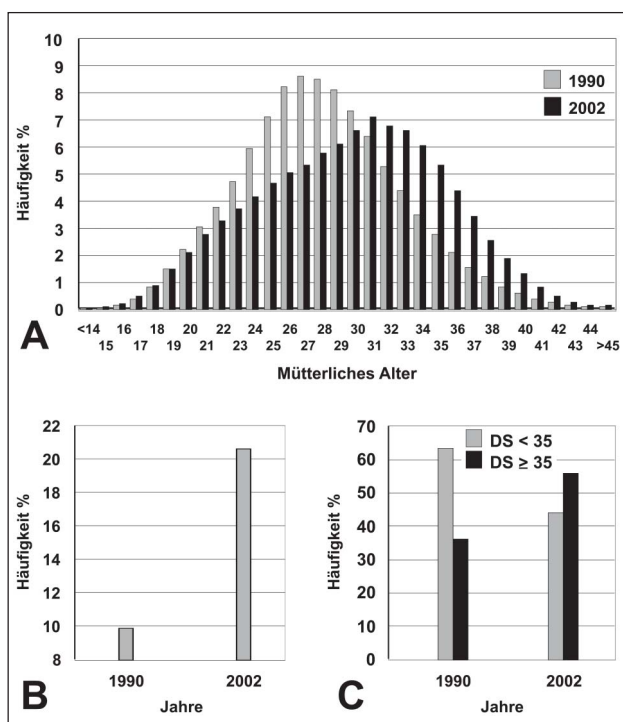 10
9
8
7
6
5
4
3
2
1
0
Häufigkeit %
1990
2002
<14 16 18 20 22 24 26 28 30 32 34 36 38 40 42 44
15 17 19 21 23 25 27 29 31 33 35 37 39 41 43 >45
Mütterliches Alter
A
22
20
18
16
14
12
10
8
Häufigkeit %
1990 2002
Jahre
B
70
60
50
40
30
20
10
0
Häufigkeit %
DS < 35
DS ≥ 35
1990 2002
Jahre
C